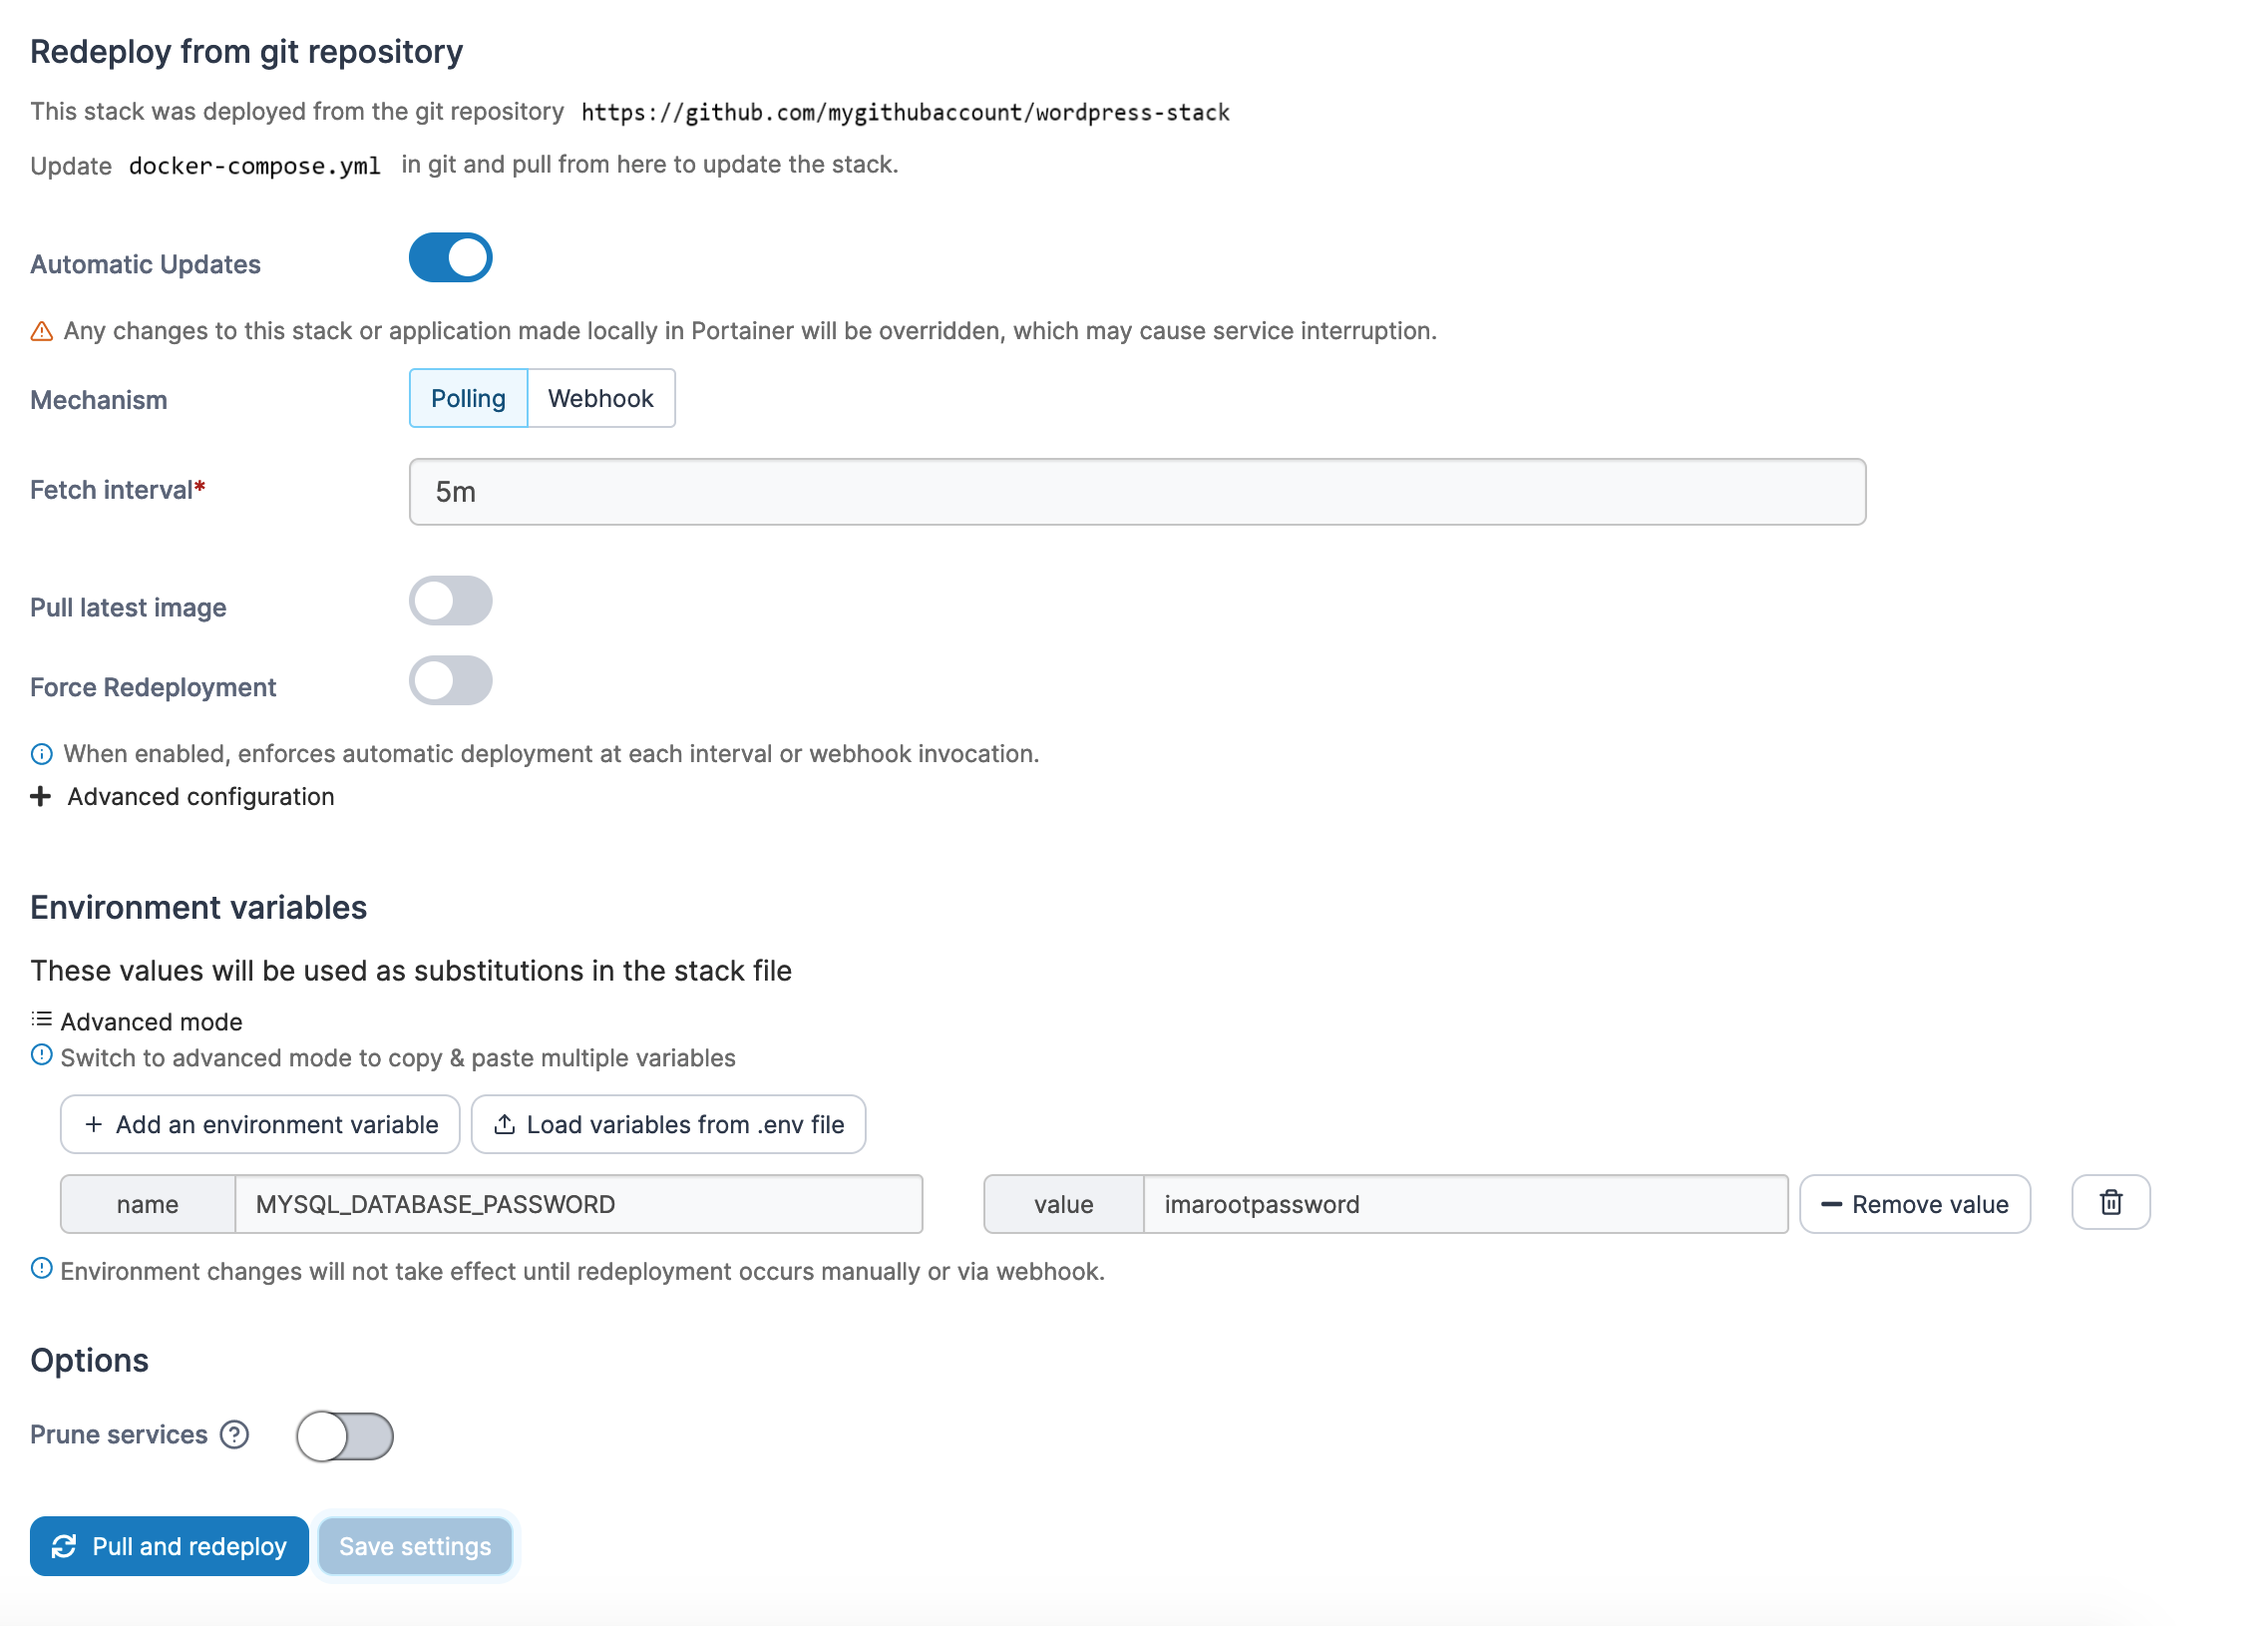 Redeploy from git repository
This stack was deployed from the git repository https://github.com/mygithubaccount/wordpress-stack
Update docker-compose.yml in git and pull from here to update the stack.
Automatic Updates
Any changes to this stack or application made locally in Portainer will be overridden, which may cause service interruption.
Mechanism Polling Webhook
Fetch interval* 5m
Pull latest image
Force Redeployment
When enabled, enforces automatic deployment at each interval or webhook invocation.
+ Advanced configuration
Environment variables
These values will be used as substitutions in the stack file
Advanced mode
Switch to advanced mode to copy & paste multiple variables
+ Add an environment variable Load variables from .env file
name MYSQL_DATABASE_PASSWORD value imarootpassword − Remove value
Environment changes will not take effect until redeployment occurs manually or via webhook.
Options
Prune services ?
Pull and redeploy Save settings